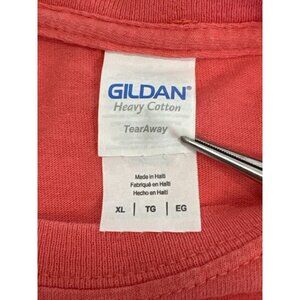 GILDAN®
Heavy Cotton
TearAway
Made in Haiti
Fabriqué en Haïti
Hecho en Haití
XL | TG | EG